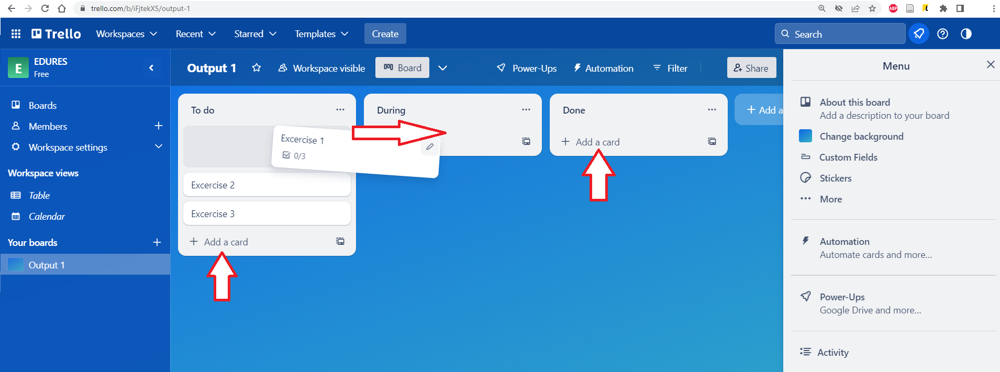 trello.com/b/iFjtekX5/output-1
ABP
Trello
Workspaces
Recent
Starred
Templates
Create
Search
E
EDURES
Free
Output 1
Workspace visible
Board
Power-Ups
Automation
Filter
Share
Boards
Members
Workspace settings
Workspace views
Table
Calendar
Your boards
Output 1
To do
Excercise 1
0/3
Excercise 2
Excercise 3
+ Add a card
During
Done
+ Add a card
+ Add a
Menu
About this board
Add a description to your board
Change background
Custom Fields
Stickers
More
Automation
Automate cards and more...
Power-Ups
Google Drive and more...
Activity